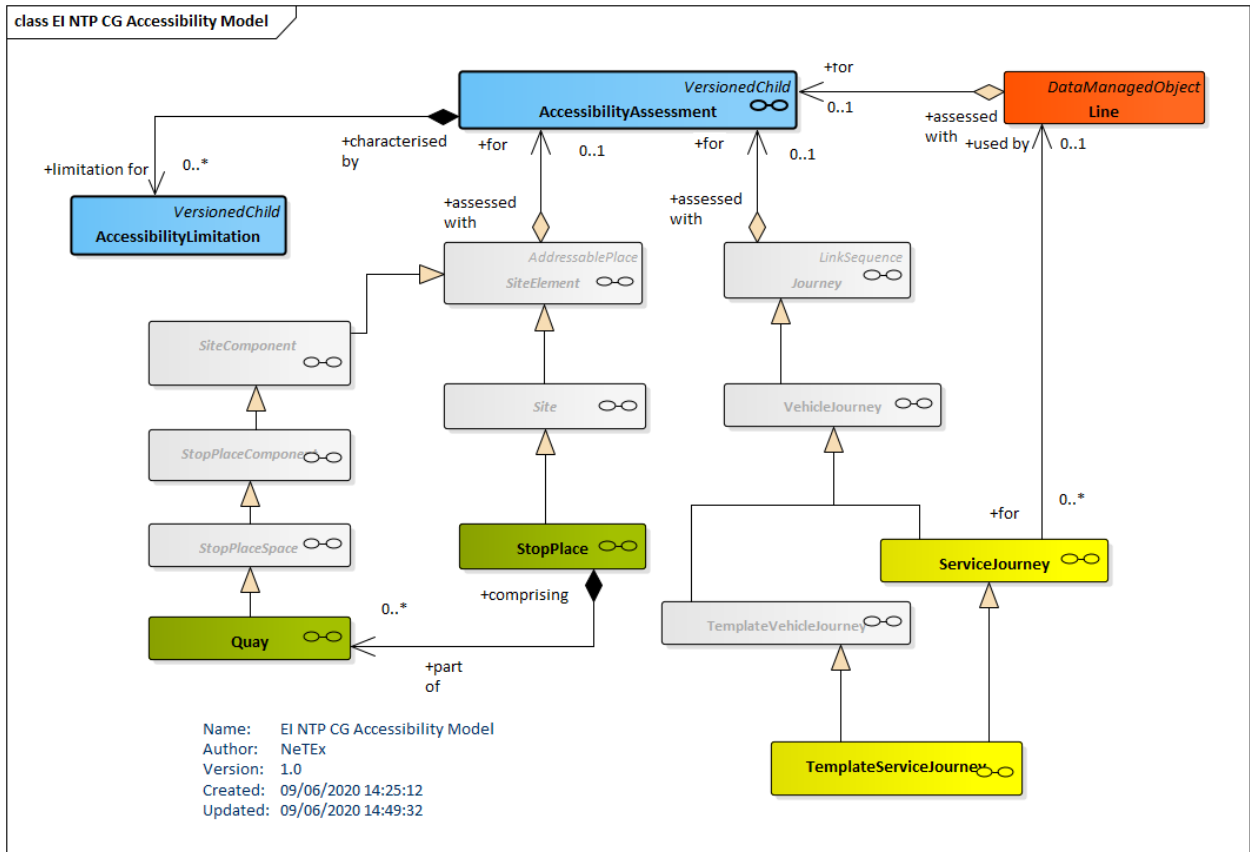 class EI NTP CG Accessibility Model
VersionedChild
AccessibilityAssessment
DataManagedObject
Line
+for
0..1
+assessed
with
+used by
0..1
+characterised
by
+for
0..1
+for
0..1
+limitation for
0..*
VersionedChild
AccessibilityLimitation
+assessed
with
+assessed
with
AddressablePlace
SiteElement
LinkSequence
Journey
SiteComponent
Site
VehicleJourney
StopPlaceComponent
StopPlaceSpace
StopPlace
+for
0..*
ServiceJourney
+comprising
0..*
Quay
TemplateVehicleJourney
+part
of
Name: EI NTP CG Accessibility Model
Author: NeTEx
Version: 1.0
Created: 09/06/2020 14:25:12
Updated: 09/06/2020 14:49:32
TemplateServiceJourney